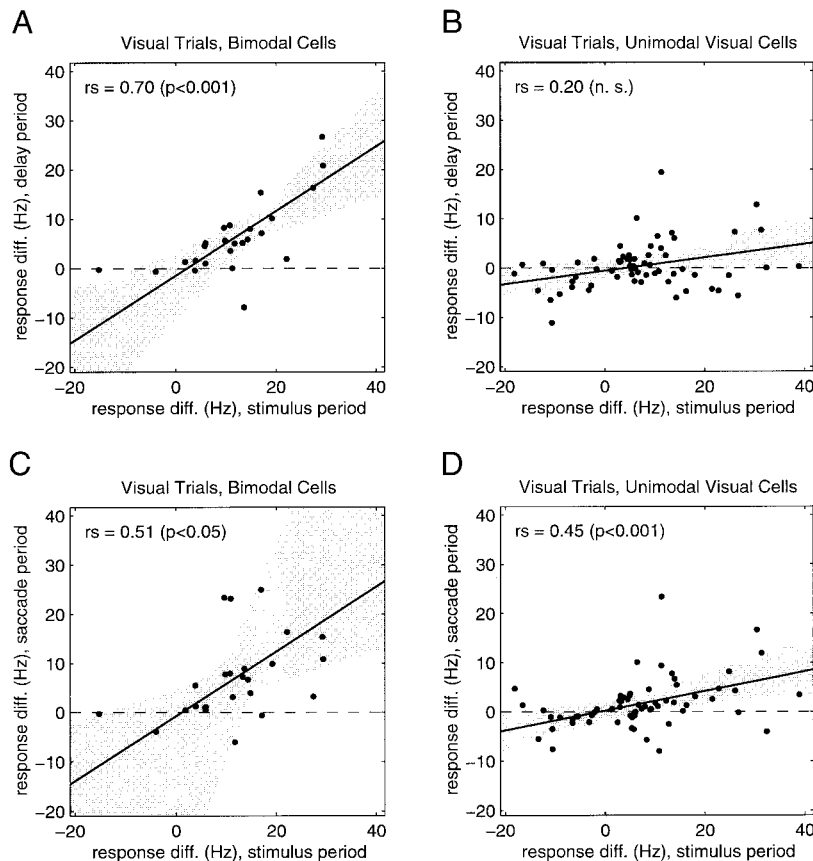 A
Visual Trials, Bimodal Cells
rs = 0.70 (p<0.001)
response diff. (Hz), delay period
40
30
20
10
0
−10
−20
−20 0 20 40
response diff. (Hz), stimulus period
B
Visual Trials, Unimodal Visual Cells
rs = 0.20 (n. s.)
response diff. (Hz), delay period
40
30
20
10
0
−10
−20
−20 0 20 40
response diff. (Hz), stimulus period
C
Visual Trials, Bimodal Cells
rs = 0.51 (p<0.05)
response diff. (Hz), saccade period
40
30
20
10
0
−10
−20
−20 0 20 40
response diff. (Hz), stimulus period
D
Visual Trials, Unimodal Visual Cells
rs = 0.45 (p<0.001)
response diff. (Hz), saccade period
40
30
20
10
0
−10
−20
−20 0 20 40
response diff. (Hz), stimulus period